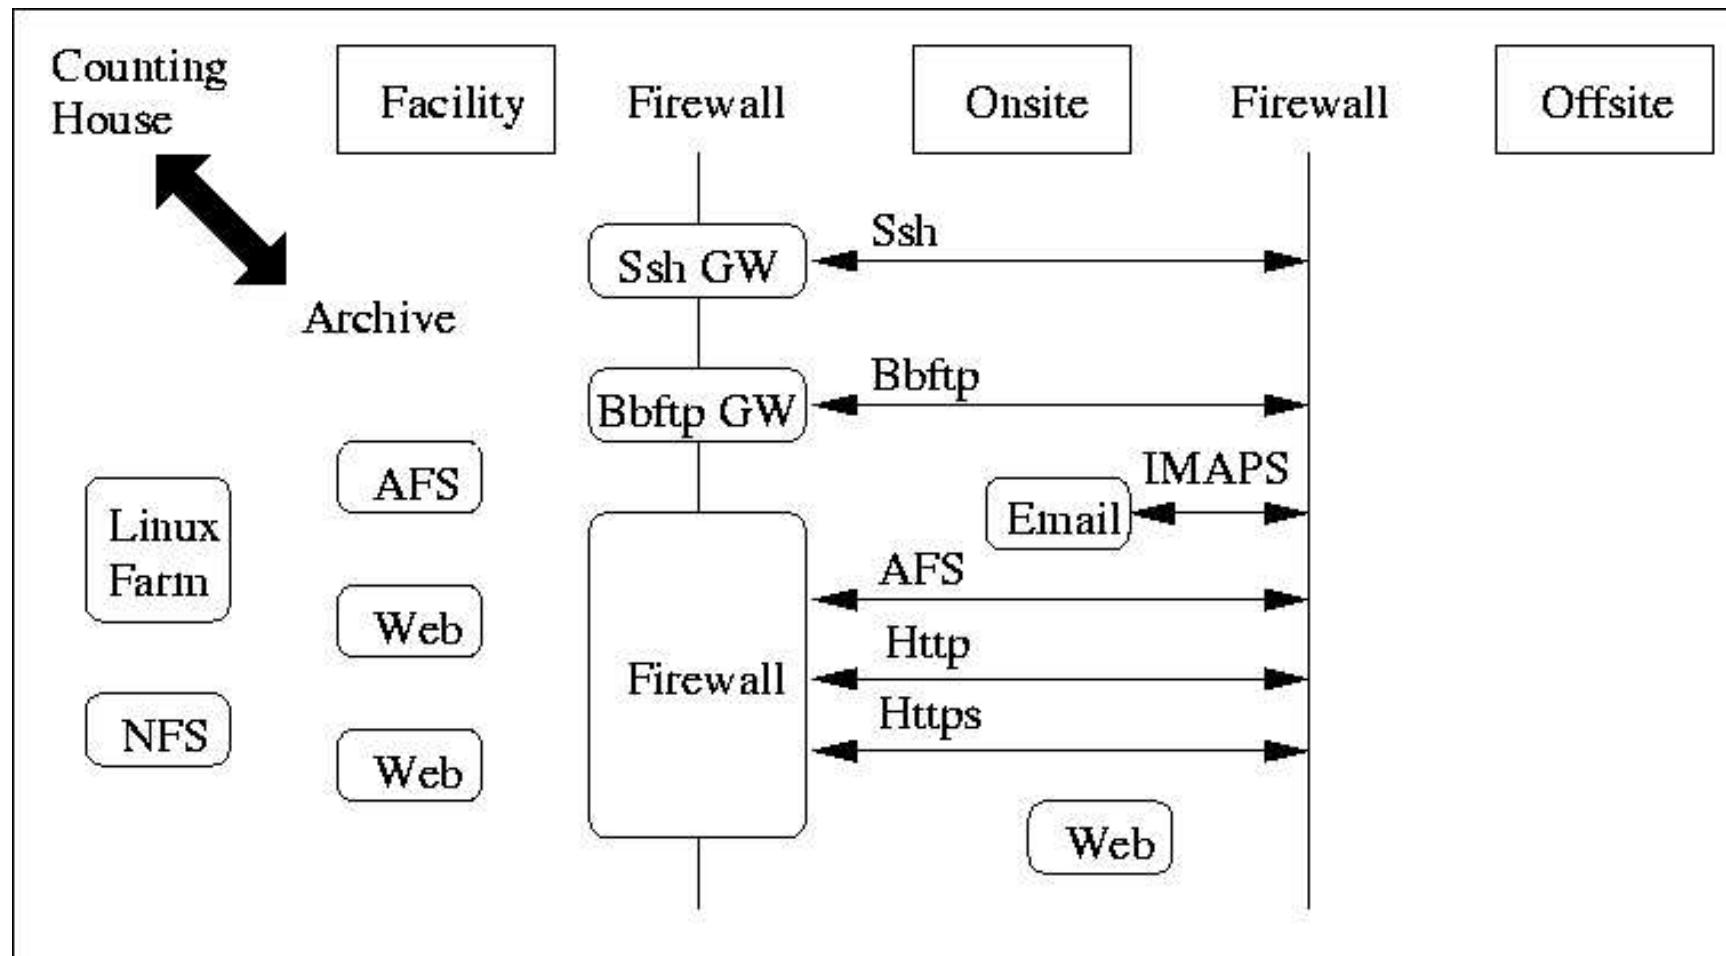 Counting
House
Facility
Firewall
Onsite
Firewall
Offsite
Ssh
Ssh GW
Archive
Bbftp
Bbftp GW
IMAPS
AFS
Linux
Farm
Email
AFS
Web
Http
Firewall
Https
NFS
Web
Web